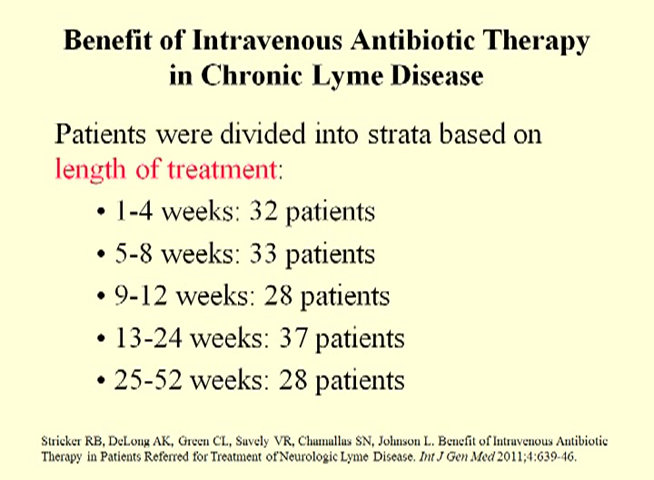 Benefit of Intravenous Antibiotic Therapy
in Chronic Lyme Disease
Patients were divided into strata based on
length of treatment:
• 1-4 weeks: 32 patients
• 5-8 weeks: 33 patients
• 9-12 weeks: 28 patients
• 13-24 weeks: 37 patients
• 25-52 weeks: 28 patients
Stricker RB, DeLong AK, Green CL, Savely VR, Chamallas SN, Johnson L. Benefit of Intravenous Antibiotic
Therapy in Patients Referred for Treatment of Neurologic Lyme Disease. Int J Gen Med 2011;4:639-46.